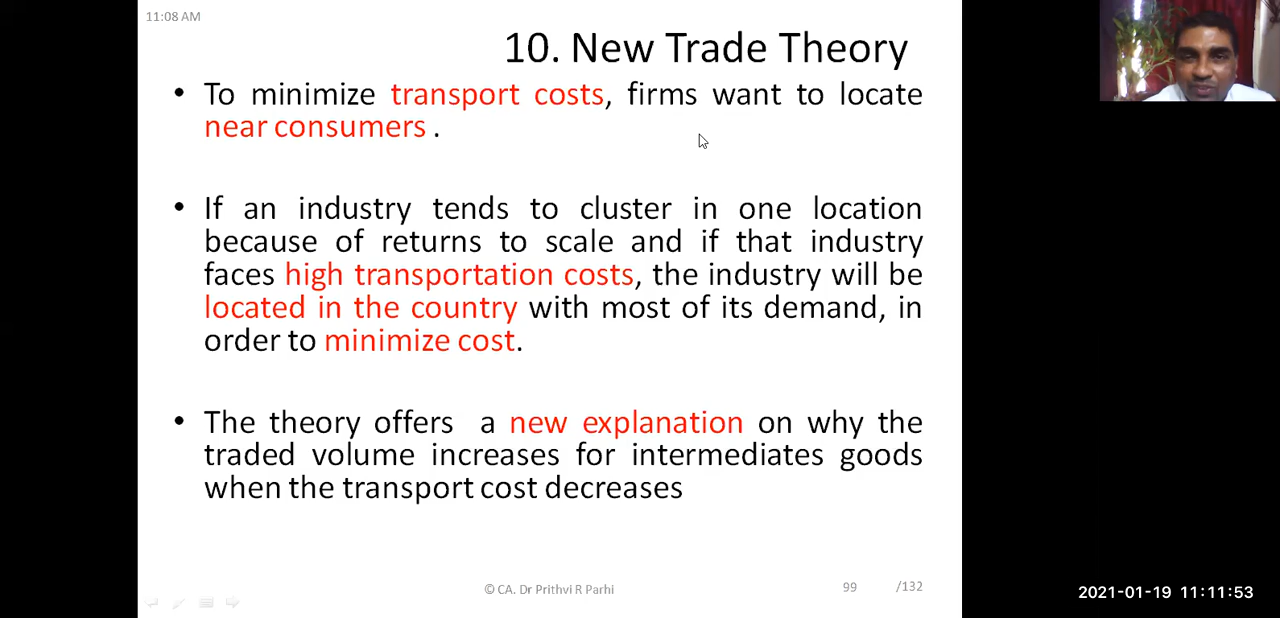 11:08 AM
10. New Trade Theory
• To minimize transport costs, firms want to locate
near consumers .
• If an industry tends to cluster in one location
because of returns to scale and if that industry
faces high transportation costs, the industry will be
located in the country with most of its demand, in
order to minimize cost.
• The theory offers a new explanation on why the
traded volume increases for intermediates goods
when the transport cost decreases
© CA. Dr Prithvi R Parhi
99 /132
2021-01-19 11:11:53